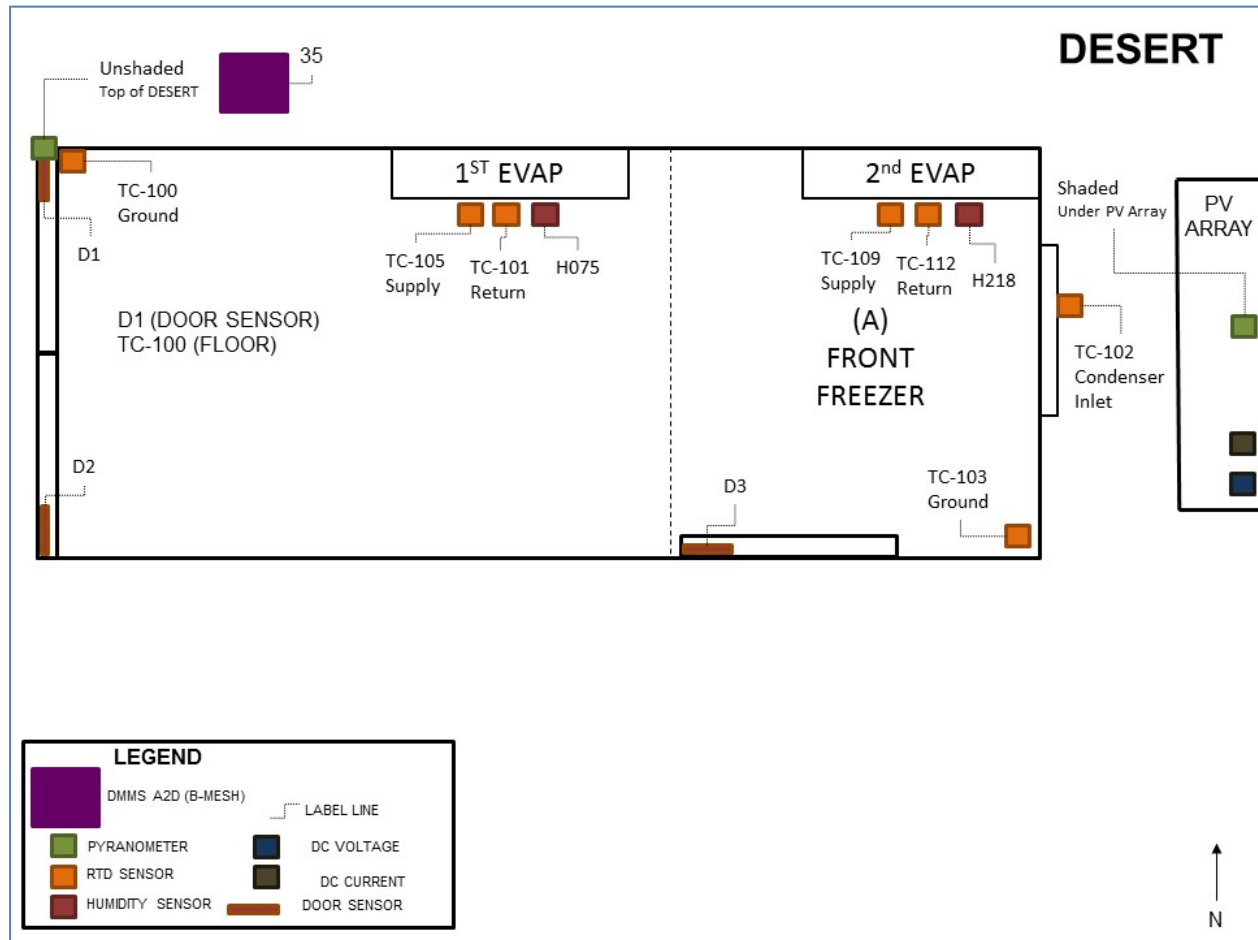 DESERT
Unshaded
Top of DESERT
35
1ST EVAP
2nd EVAP
TC-100
Ground
D1
TC-105
Supply
TC-101
Return
H075
TC-109
Supply
TC-112
Return
H218
Shaded
Under PV Array
PV
ARRAY
D1 (DOOR SENSOR)
TC-100 (FLOOR)
(A)
FRONT
FREEZER
TC-102
Condenser
Inlet
D2
D3
TC-103
Ground
LEGEND
DMMS A2D (B-MESH)
LABEL LINE
PYRANOMETER
DC VOLTAGE
RTD SENSOR
DC CURRENT
HUMIDITY SENSOR
DOOR SENSOR
N